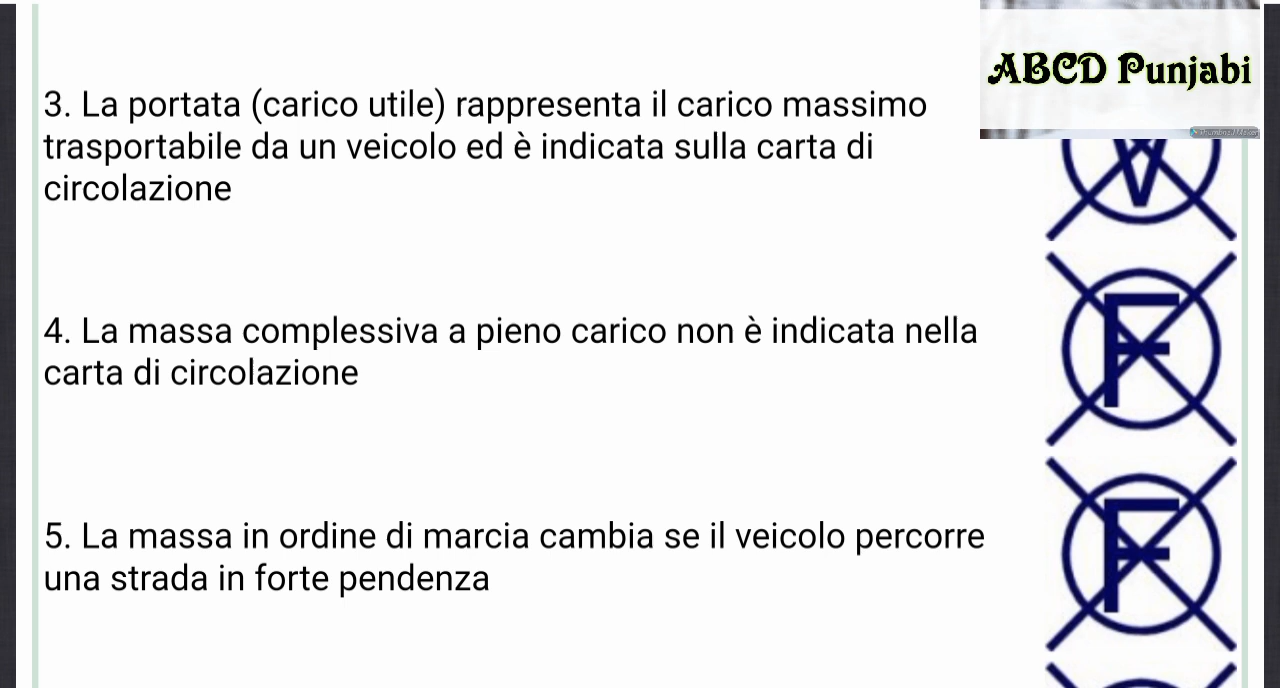 ABCD Punjabi
3. La portata (carico utile) rappresenta il carico massimo
trasportabile da un veicolo ed è indicata sulla carta di
circolazione
V
4. La massa complessiva a pieno carico non è indicata nella
carta di circolazione
F
5. La massa in ordine di marcia cambia se il veicolo percorre
una strada in forte pendenza
F